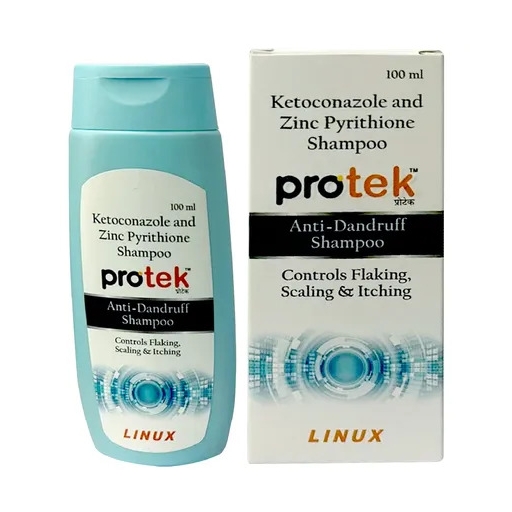 100 ml
Ketoconazole and
Zinc Pyrithione
Shampoo
protek™
प्रोटेक
Anti-Dandruff
Shampoo
Controls Flaking,
Scaling & Itching
LINUX
100 ml
Ketoconazole and
Zinc Pyrithione
Shampoo
protek™
प्रोटेक
Anti-Dandruff
Shampoo
Controls Flaking,
Scaling & Itching
LINUX